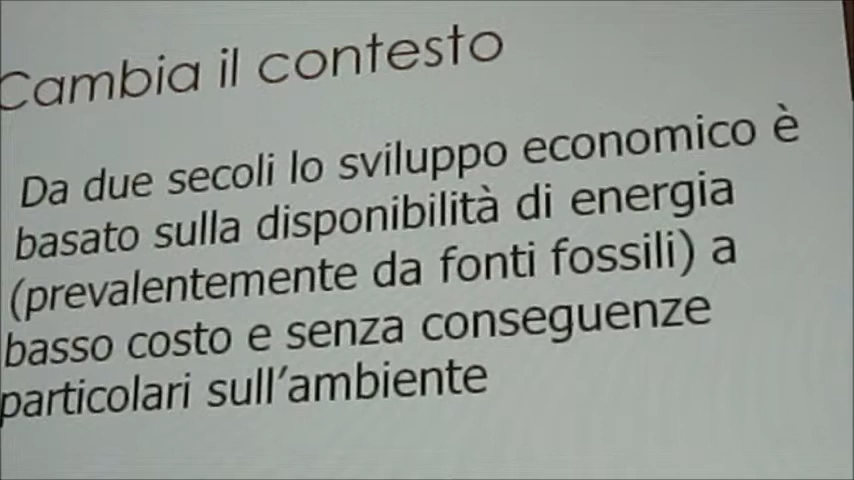 Cambia il contesto
Da due secoli lo sviluppo economico è
basato sulla disponibilità di energia
(prevalentemente da fonti fossili) a
basso costo e senza conseguenze
particolari sull'ambiente